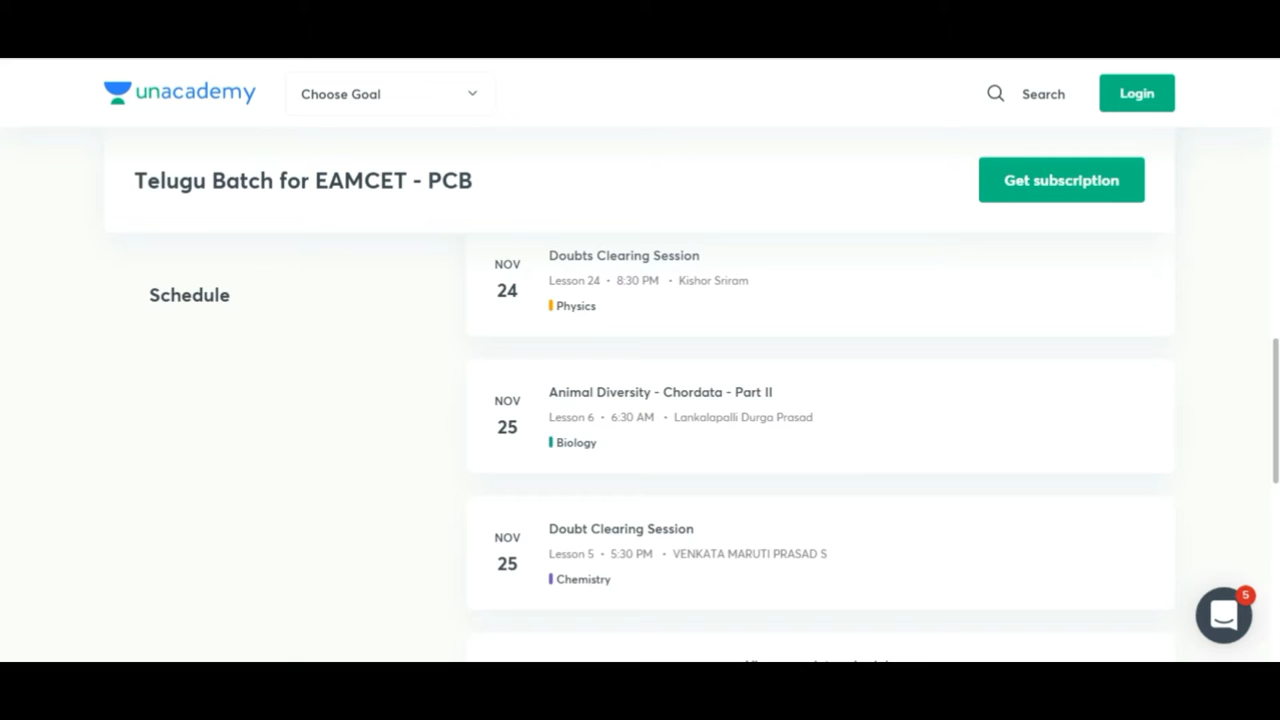 unacademy
Choose Goal
Search
Login
Telugu Batch for EAMCET - PCB
Get subscription
Schedule
NOV
24
Doubts Clearing Session
Lesson 24 • 8:30 PM • Kishor Sriram
Physics
NOV
25
Animal Diversity - Chordata - Part II
Lesson 6 • 6:30 AM • Lankalapalli Durga Prasad
Biology
NOV
25
Doubt Clearing Session
Lesson 5 • 5:30 PM • VENKATA MARUTI PRASAD S
Chemistry
5